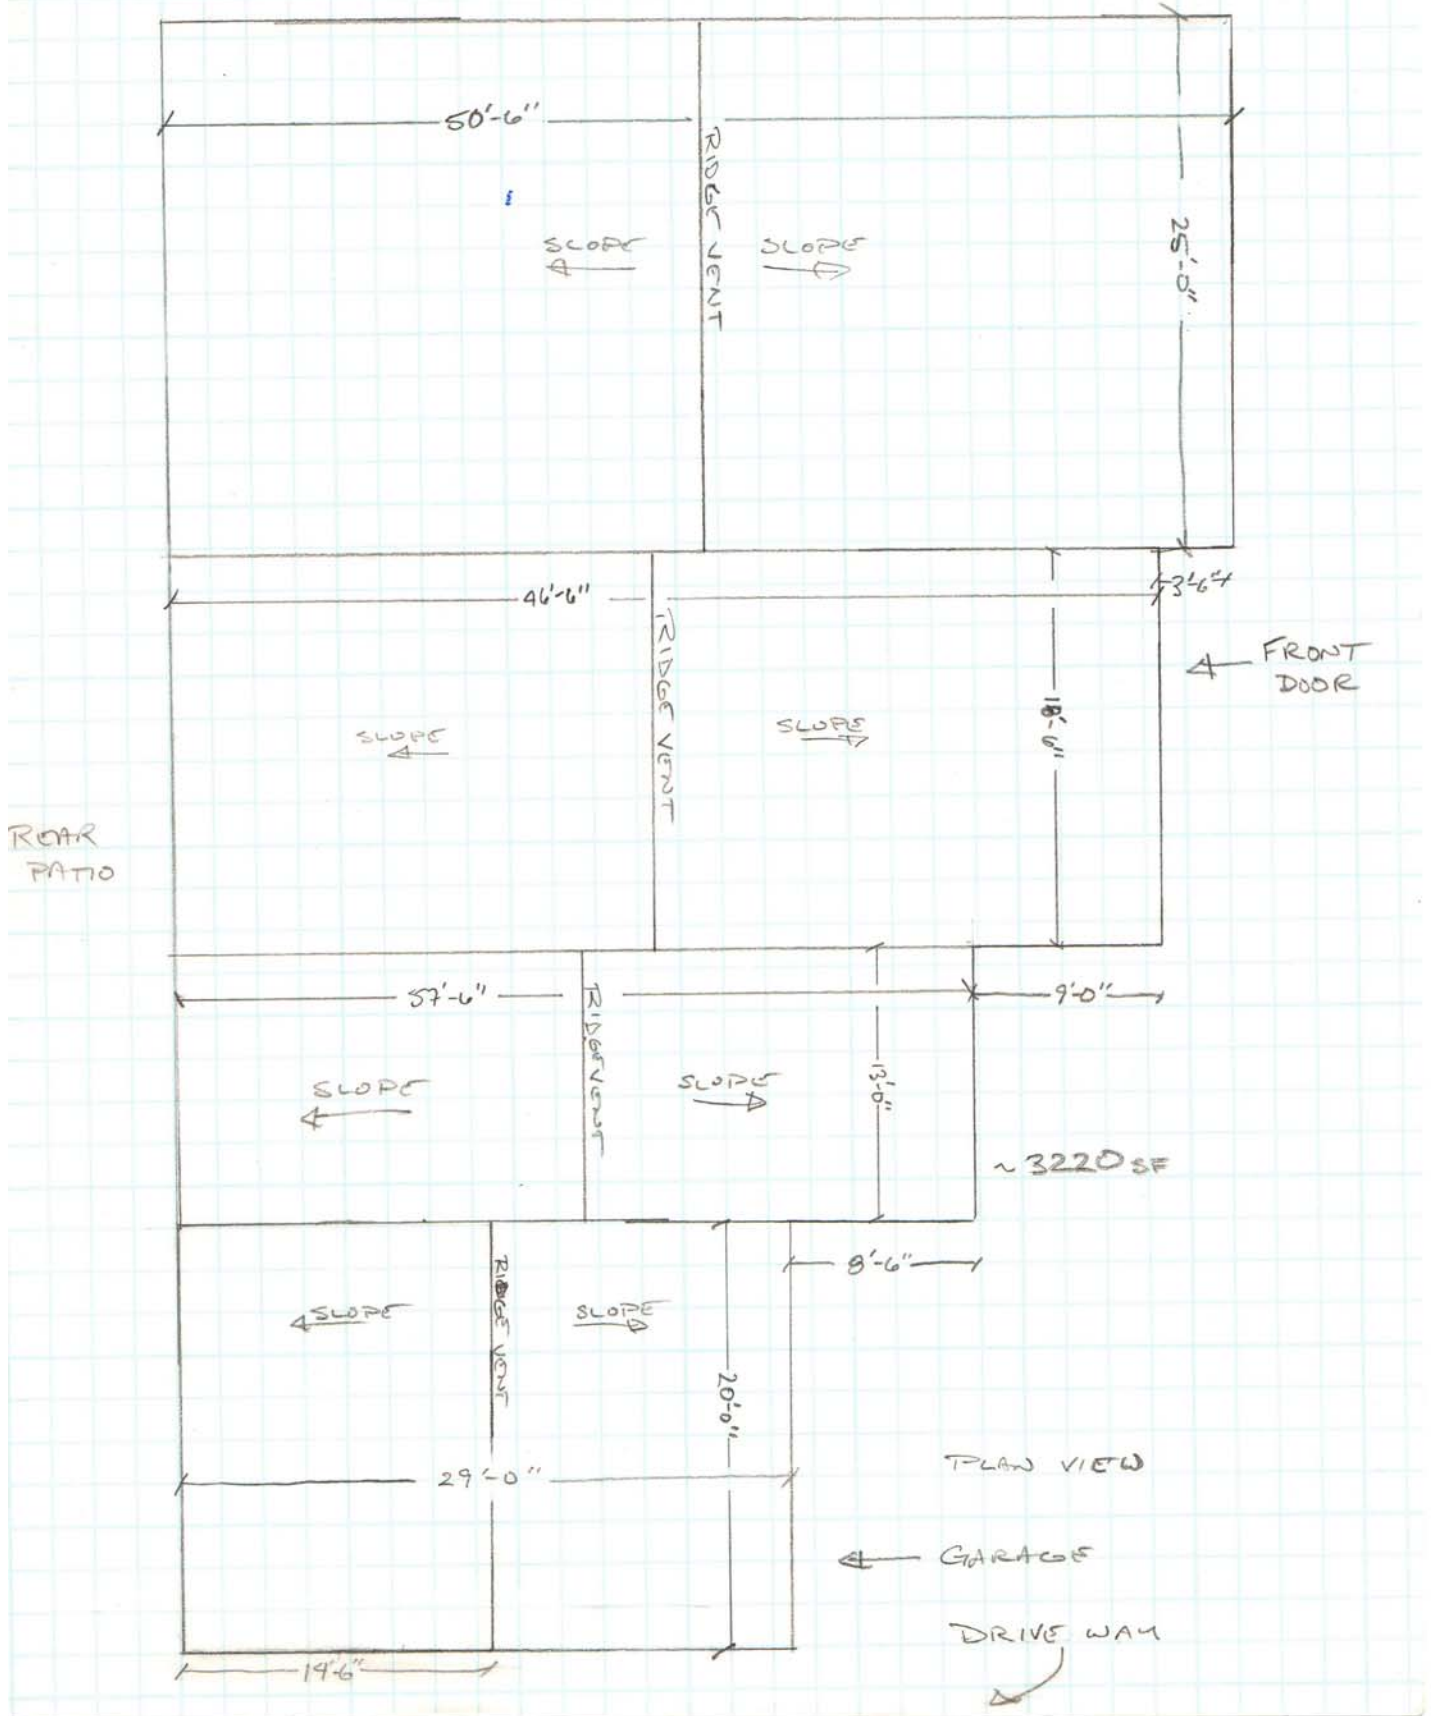 50'-6"
RIDGE VENT
SLOPE
SLOPE
25'-0"
46'-6"
3'-6"
RIDGE VENT
18'-6"
FRONT
DOOR
SLOPE
SLOPE
REAR
PATIO
57'-6"
RIDGE VENT
9'-0"
SLOPE
SLOPE
13'-0"
~ 3220 SF
8'-6"
RIDGE VENT
SLOPE
SLOPE
20'-0"
29'-0"
PLAN VIEW
GARAGE
DRIVE WAY
14'-6"